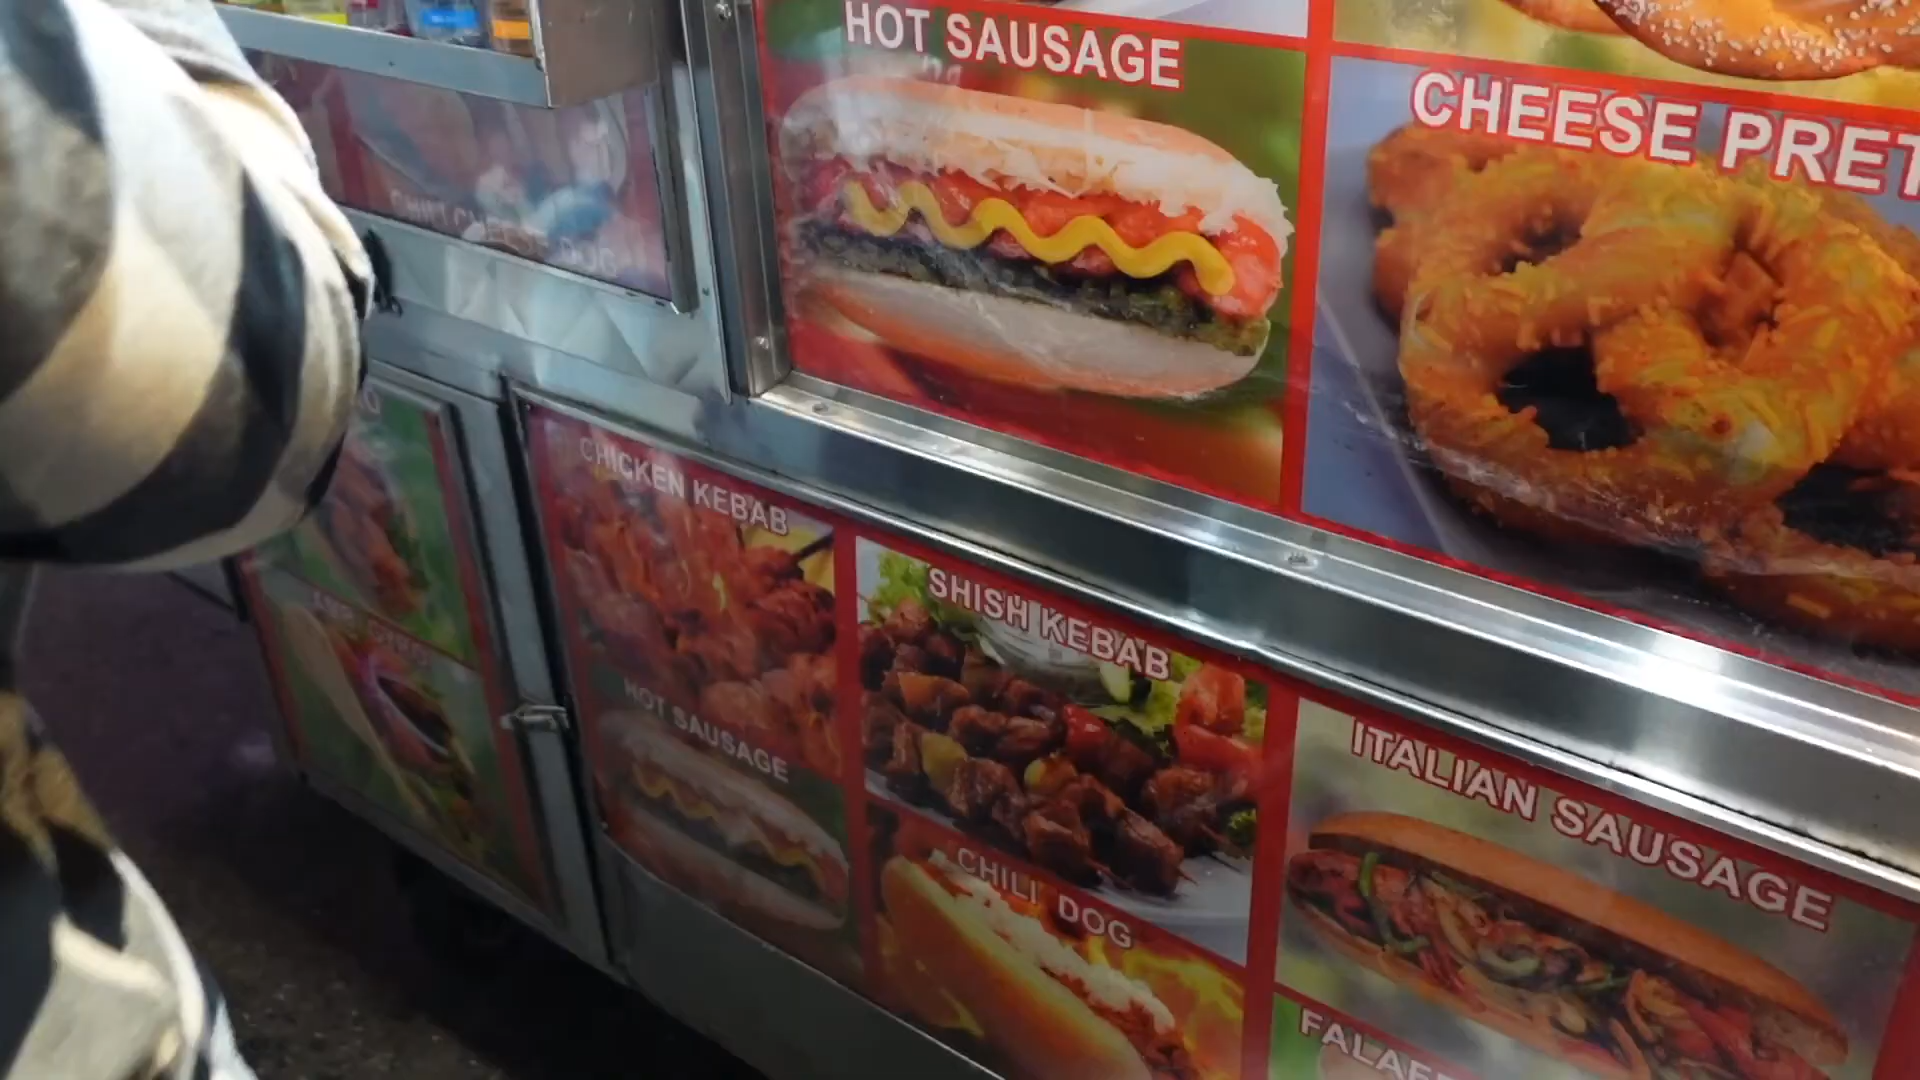 HOT SAUSAGE
CHEESE PRET
CHILI CHEESE DOG
CHICKEN KEBAB
SHISH KEBAB
HOT SAUSAGE
ITALIAN SAUSAGE
CHILI DOG
FALAF